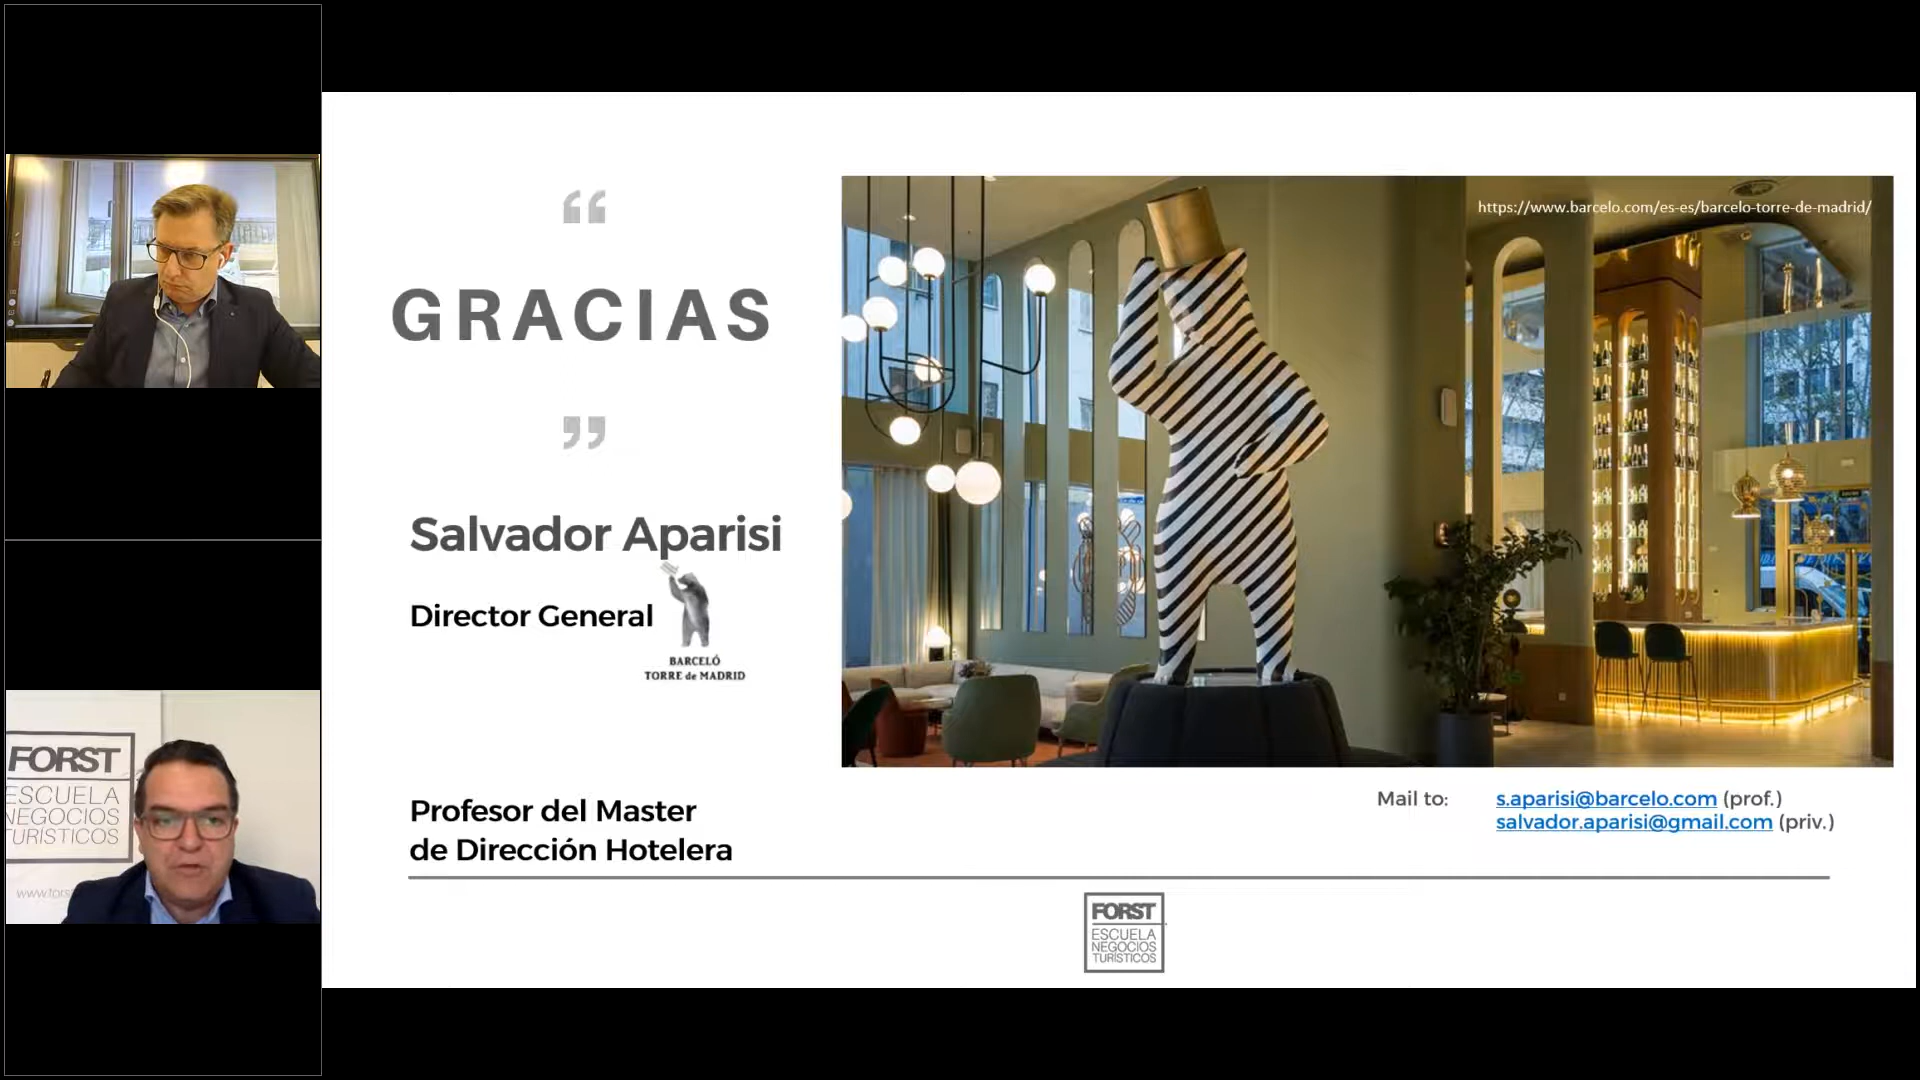 “
GRACIAS
”
Salvador Aparisi
Director General
BARCELÓ
TORRE de MADRID
Profesor del Master
de Dirección Hotelera
https://www.barcelo.com/es-es/barcelo-torre-de-madrid/
Mail to: s.aparisi@barcelo.com (prof.)
salvador.aparisi@gmail.com (priv.)
FORST
ESCUELA
NEGOCIOS
TURÍSTICOS
FORST
ESCUELA
NEGOCIOS
TURÍSTICOS